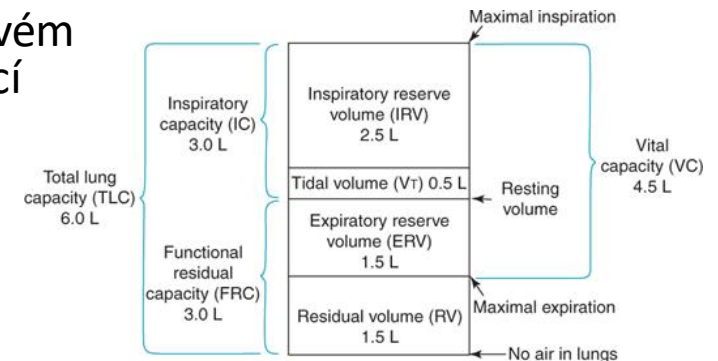 vém
cí
Maximal inspiration
Inspiratory capacity (IC)
3.0 L
Inspiratory reserve
volume (IRV)
2.5 L
Total lung
capacity (TLC)
6.0 L
Tidal volume (VT) 0.5 L
Vital
capacity (VC)
4.5 L
Resting
volume
Functional
residual
capacity (FRC)
3.0 L
Expiratory reserve
volume (ERV)
1.5 L
Maximal expiration
Residual volume (RV)
1.5 L
No air in lungs